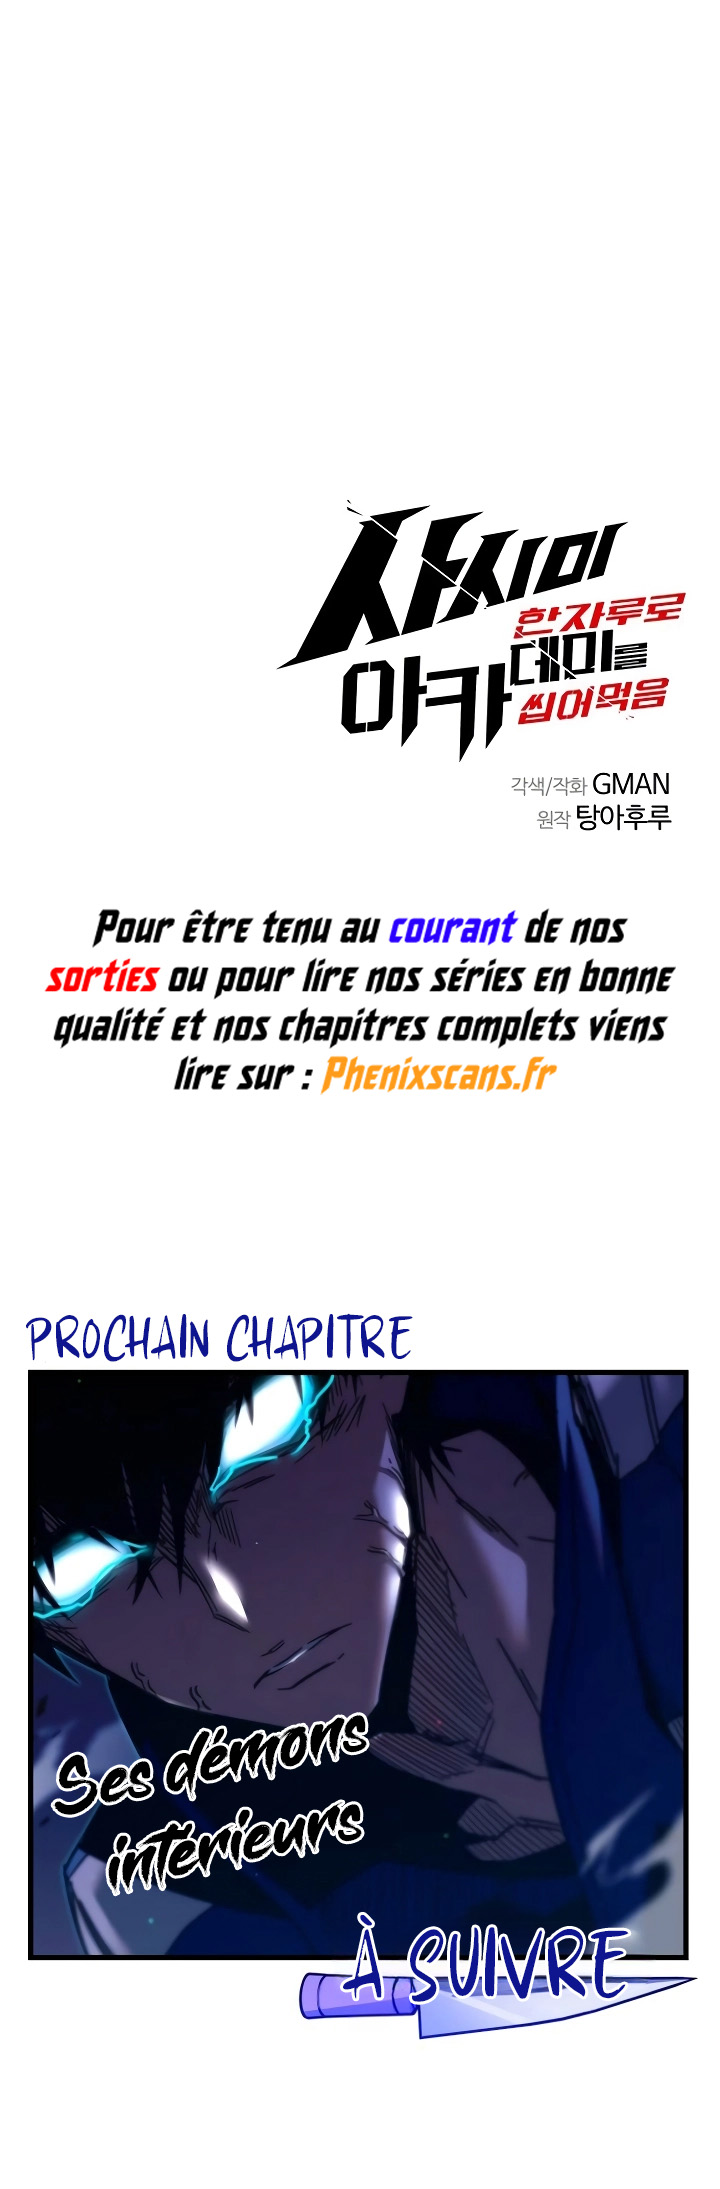 사시미
한 자루로
아카데미를
씹어먹음
각색/작화 GMAN
원작 탕아후루
Pour être tenu au courant de nos
sorties ou pour lire nos séries en bonne
qualité et nos chapitres complets viens
lire sur : Phenixscans.fr
PROCHAIN CHAPITRE
Ses démons
intérieurs
À SUIVRE